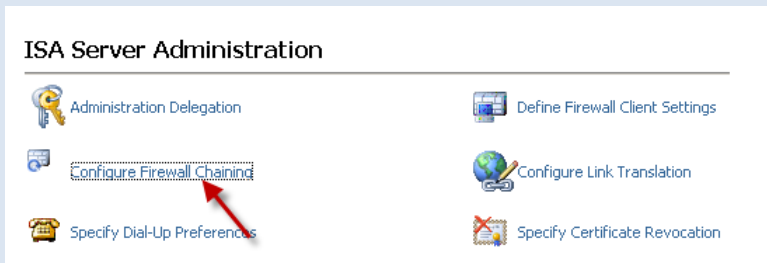 ISA Server Administration
Administration Delegation
Define Firewall Client Settings
Configure Firewall Chaining
Configure Link Translation
Specify Dial-Up Preferences
Specify Certificate Revocation